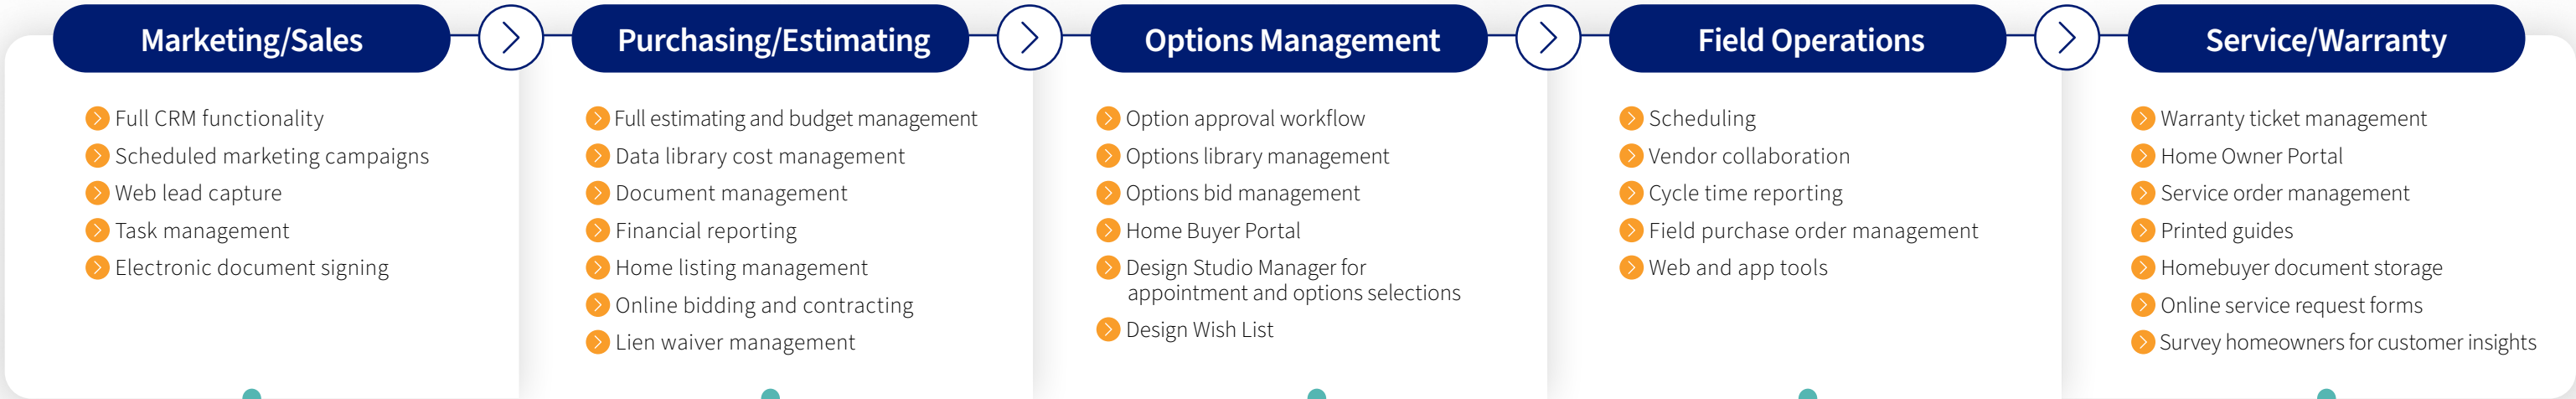 Marketing/Sales
Full CRM functionality
Scheduled marketing campaigns
Web lead capture
Task management
Electronic document signing
Purchasing/Estimating
Full estimating and budget management
Data library cost management
Document management
Financial reporting
Home listing management
Online bidding and contracting
Lien waiver management
Options Management
Option approval workflow
Options library management
Options bid management
Home Buyer Portal
Design Studio Manager for
appointment and options selections
Design Wish List
Field Operations
Scheduling
Vendor collaboration
Cycle time reporting
Field purchase order management
Web and app tools
Service/Warranty
Warranty ticket management
Home Owner Portal
Service order management
Printed guides
Homebuyer document storage
Online service request forms
Survey homeowners for customer insights